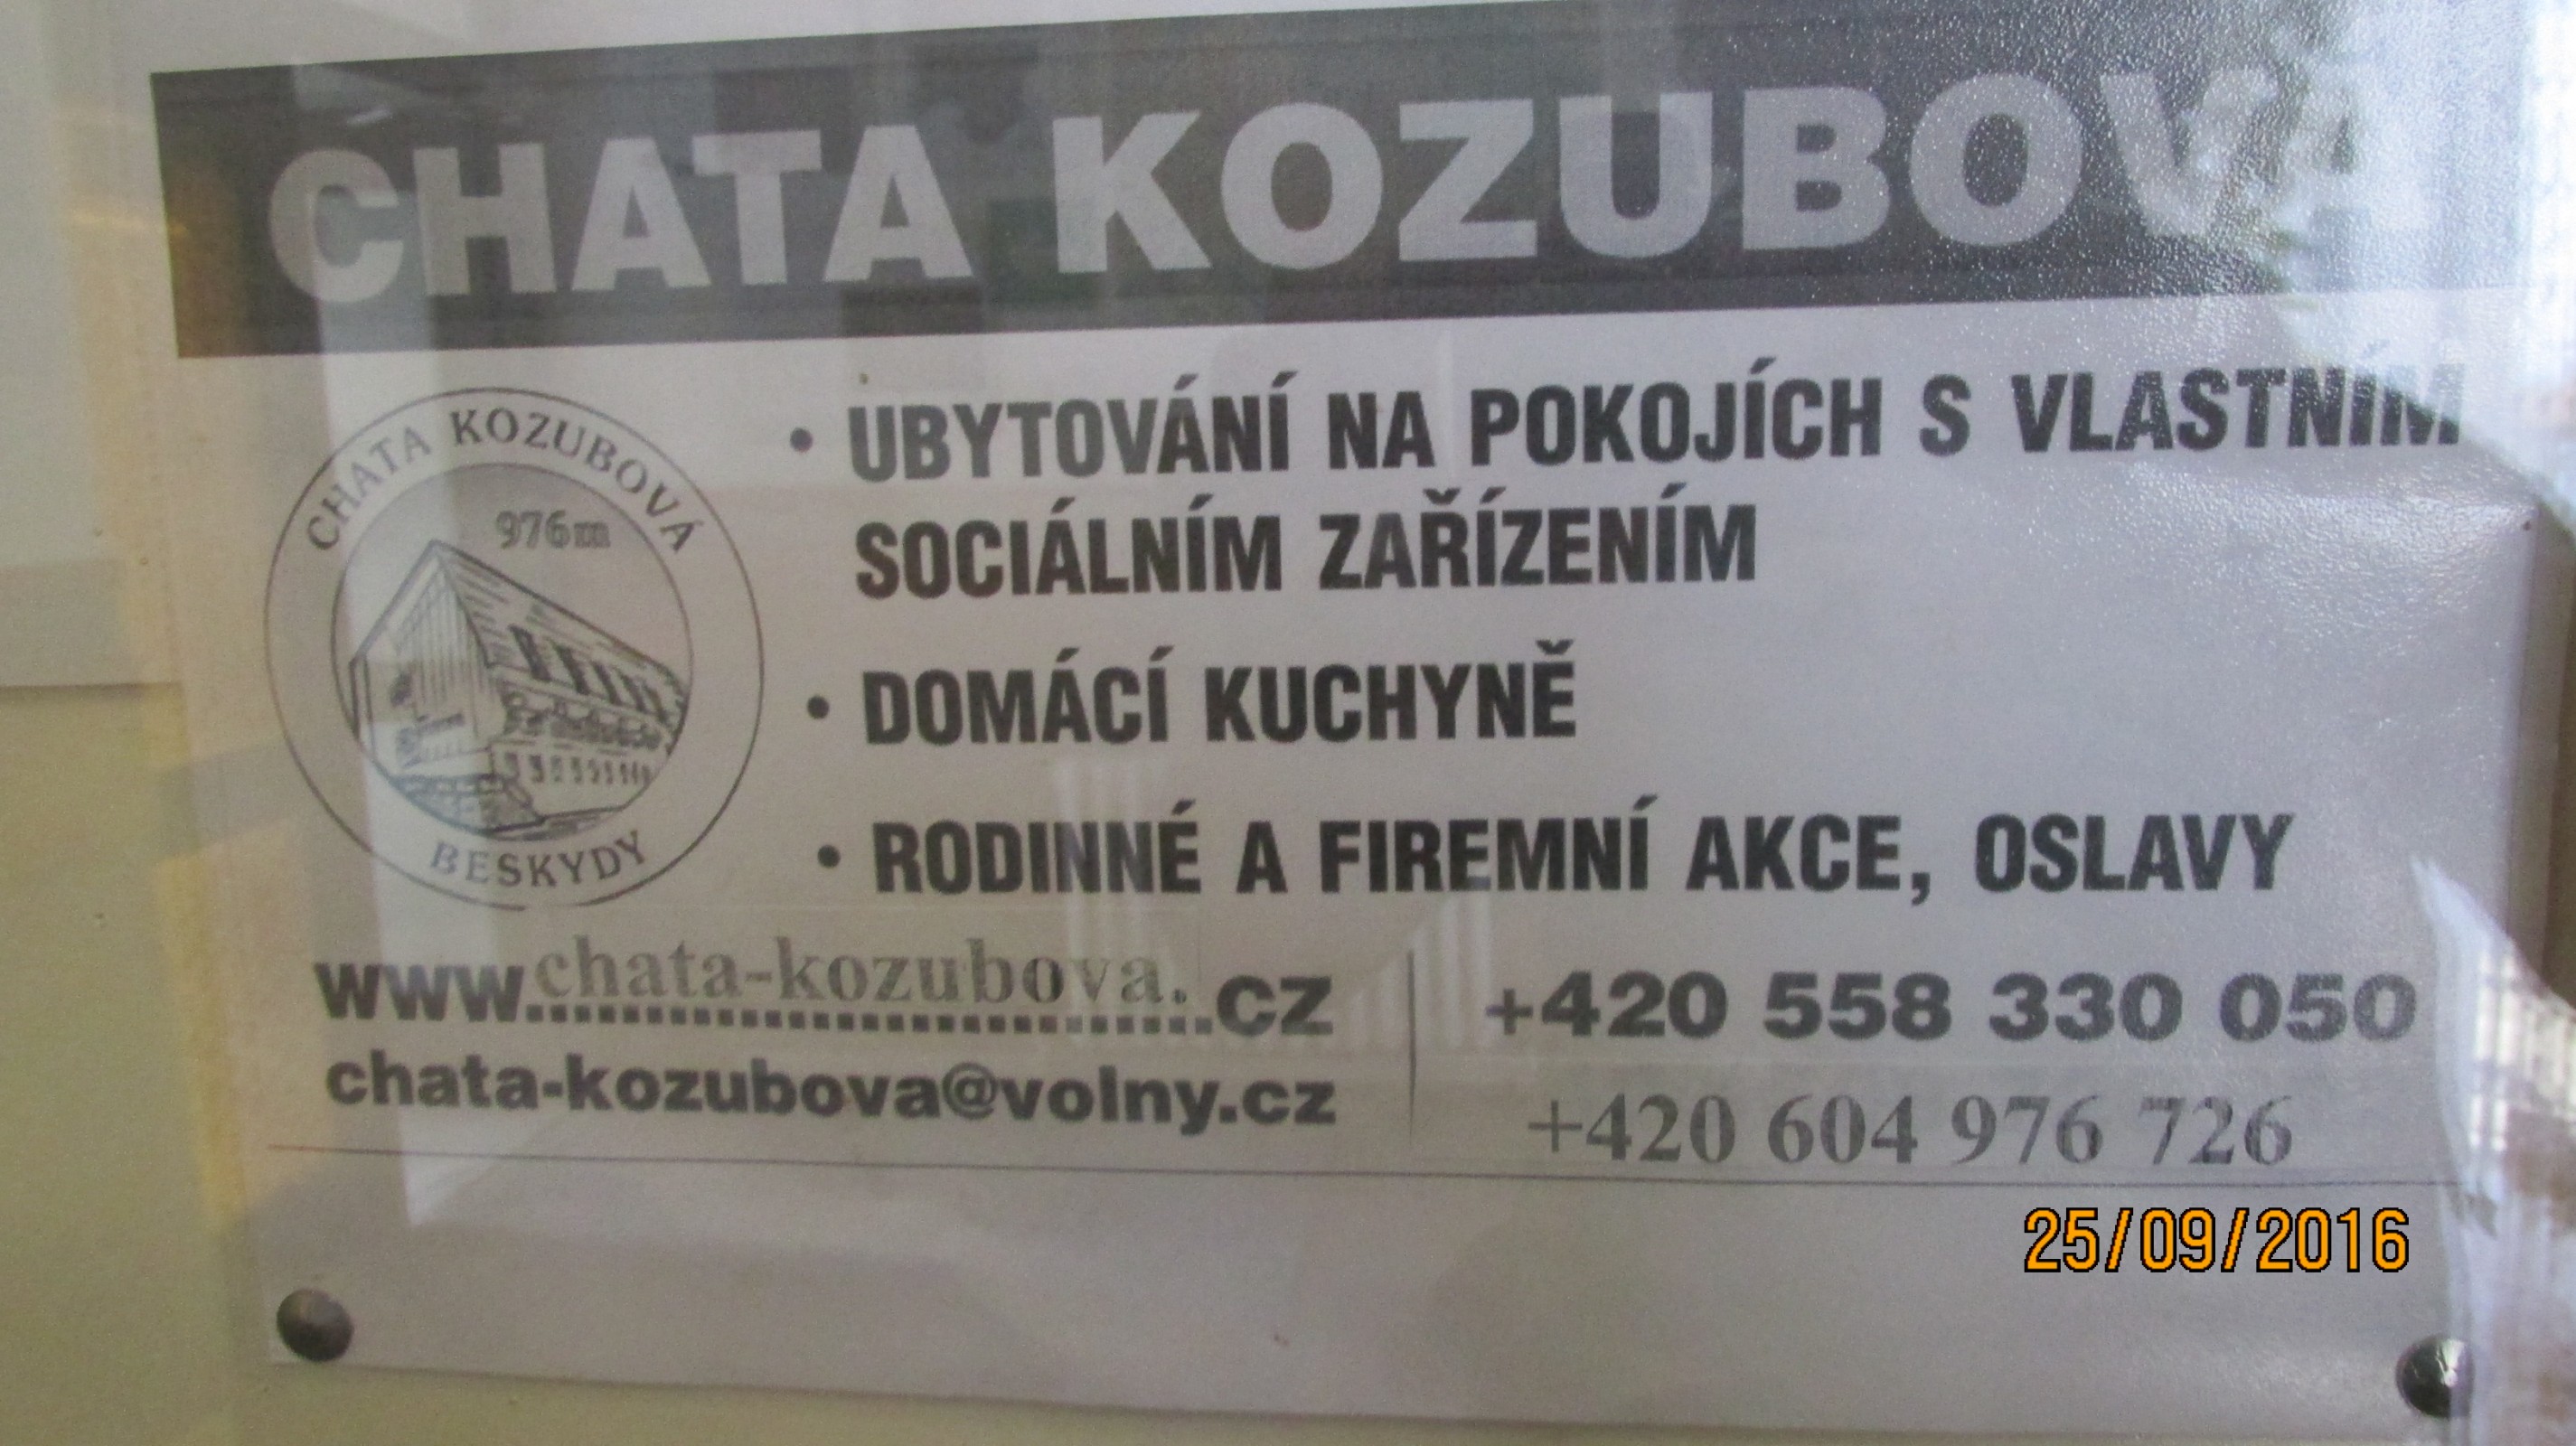 CHATA KOZUBOVÁ
CHATA KOZUBOVÁ
976m
BESKYDY
• UBYTOVÁNÍ NA POKOJÍCH S VLASTNÍM
SOCIÁLNÍM ZAŘÍZENÍM
• DOMÁCÍ KUCHYNĚ
• RODINNÉ A FIREMNÍ AKCE, OSLAVY
www.chata-kozubova.cz
chata-kozubova@volny.cz
+420 558 330 050
+420 604 976 726
25/09/2016